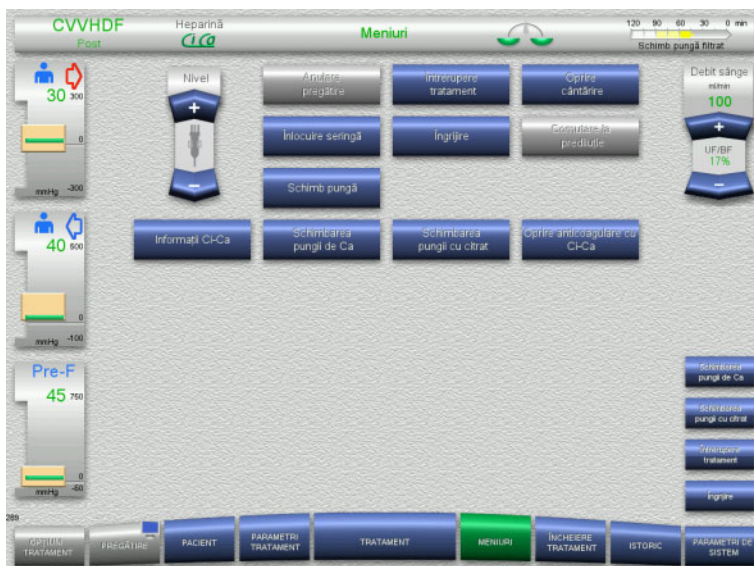 CVVHDF
Post
Heparină
CiCa
Meniuri
120 90 60 30 0 min
Schimb pungă filtrat
30 300
0
mmHg -300
40 500
0
mmHg -100
Pre-F
45 750
0
mmHg -50
289
Nivel
+
−
Anulare
pregătire
Întrerupere
tratament
Oprire
cântărire
Înlocuire seringă
Îngrijire
Comutare la
prediluție
Schimb pungă
Informații Ci-Ca
Schimbarea
pungii de Ca
Schimbarea
pungii cu citrat
Oprire anticoagulare cu
Ci-Ca
Debit sânge
ml/min
100
+
UF/BF
17%
−
Schimbarea
pungii de Ca
Schimbarea
pungii cu citrat
Întrerupere
tratament
Îngrijire
OPȚIUNI
TRATAMENT
PREGĂTIRE
PACIENT
PARAMETRI
TRATAMENT
TRATAMENT
MENIURI
ÎNCHEIERE
TRATAMENT
ISTORIC
PARAMETRI DE
SISTEM